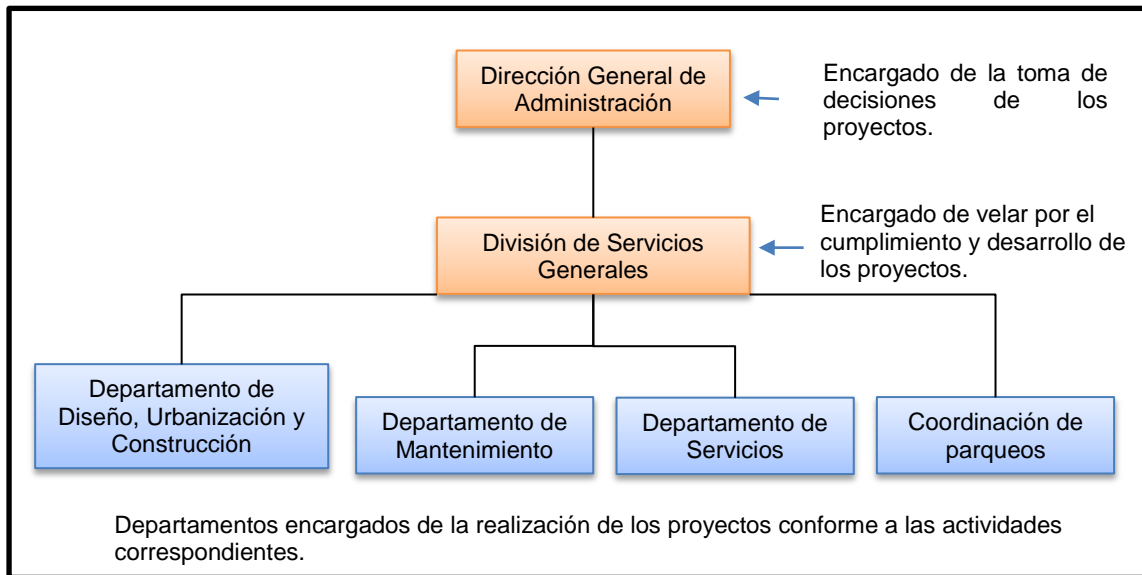 Dirección General de
Administración
Encargado de la toma de
decisiones de los
proyectos.
División de Servicios
Generales
Encargado de velar por el
cumplimiento y desarrollo de
los proyectos.
Departamento de
Diseño, Urbanización y
Construcción
Departamento de
Mantenimiento
Departamento de
Servicios
Coordinación de
parqueos
Departamentos encargados de la realización de los proyectos conforme a las actividades
correspondientes.